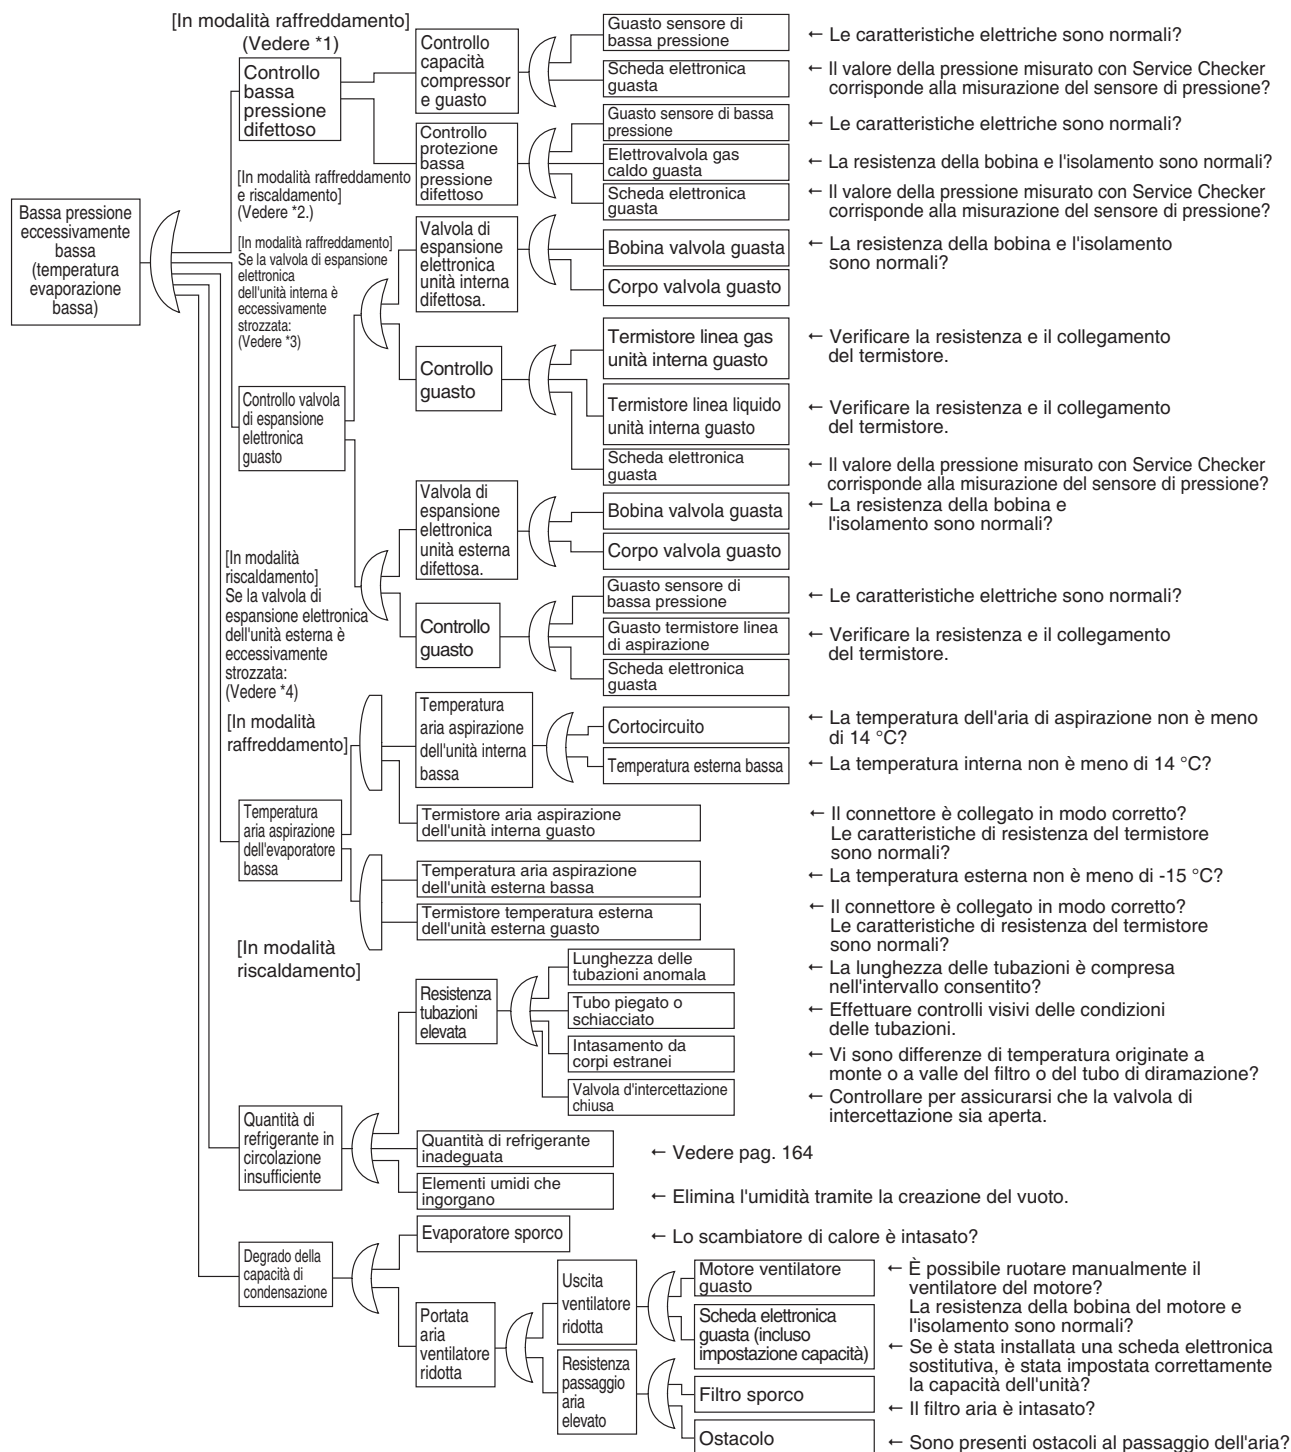 [In modalità raffreddamento]
(Vedere *1)
Bassa pressione
eccessivamente
bassa
(temperatura
evaporazione
bassa)
Controllo
bassa
pressione
difettoso
Controllo
capacità
compressor
e guasto
Guasto sensore di
bassa pressione
← Le caratteristiche elettriche sono normali?
Scheda elettronica
guasta
← Il valore della pressione misurato con Service Checker
corrisponde alla misurazione del sensore di pressione?
Controllo
protezione
bassa
pressione
difettoso
Guasto sensore di bassa
pressione
← Le caratteristiche elettriche sono normali?
Elettrovalvola gas
caldo guasta
← La resistenza della bobina e l'isolamento sono normali?
Scheda elettronica
guasta
← Il valore della pressione misurato con Service Checker
corrisponde alla misurazione del sensore di pressione?
[In modalità raffreddamento
e riscaldamento]
(Vedere *2.)
[In modalità raffreddamento]
Se la valvola di espansione
elettronica
dell'unità interna è
eccessivamente
strozzata:
(Vedere *3)
Controllo valvola
di espansione
elettronica
guasto
Valvola di
espansione
elettronica
unità interna
difettosa.
Bobina valvola guasta
← La resistenza della bobina e l'isolamento
sono normali?
Corpo valvola guasto
Controllo
guasto
Termistore linea gas
unità interna guasto
← Verificare la resistenza e il collegamento
del termistore.
Termistore linea liquido
unità interna guasto
← Verificare la resistenza e il collegamento
del termistore.
Scheda elettronica
guasta
← Il valore della pressione misurato con Service Checker
corrisponde alla misurazione del sensore di pressione?
[In modalità
riscaldamento]
Se la valvola di
espansione elettronica
dell'unità esterna è
eccessivamente
strozzata:
(Vedere *4)
Valvola di
espansione
elettronica
unità esterna
difettosa.
Bobina valvola guasta
← La resistenza della bobina e
l'isolamento sono normali?
Corpo valvola guasto
Controllo
guasto
Guasto sensore di
bassa pressione
← Le caratteristiche elettriche sono normali?
Guasto termistore linea
di aspirazione
← Verificare la resistenza e il collegamento
del termistore.
Scheda elettronica
guasta
[In modalità
raffreddamento]
Temperatura
aria aspirazione
dell'evaporatore
bassa
Temperatura
aria aspirazione
dell'unità interna
bassa
Cortocircuito
← La temperatura dell'aria di aspirazione non è meno
di 14 °C?
Temperatura esterna bassa
← La temperatura interna non è meno di 14 °C?
Termistore aria aspirazione
dell'unità interna guasto
← Il connettore è collegato in modo corretto?
Le caratteristiche di resistenza del termistore
sono normali?
Temperatura aria aspirazione
dell'unità esterna bassa
← La temperatura esterna non è meno di -15 °C?
Termistore temperatura esterna
dell'unità esterna guasto
← Il connettore è collegato in modo corretto?
Le caratteristiche di resistenza del termistore
sono normali?
[In modalità
riscaldamento]
Quantità di
refrigerante in
circolazione
insufficiente
Resistenza
tubazioni
elevata
Lunghezza delle
tubazioni anomala
← La lunghezza delle tubazioni è compresa
nell'intervallo consentito?
Tubo piegato o
schiacciato
← Effettuare controlli visivi delle condizioni
delle tubazioni.
Intasamento da
corpi estranei
← Vi sono differenze di temperatura originate a
monte o a valle del filtro o del tubo di diramazione?
Valvola d'intercettazione
chiusa
← Controllare per assicurarsi che la valvola di
intercettazione sia aperta.
Quantità di refrigerante
inadeguata
← Vedere pag. 164
Elementi umidi che
ingorgano
← Elimina l'umidità tramite la creazione del vuoto.
Degrado della
capacità di
condensazione
Evaporatore sporco
← Lo scambiatore di calore è intasato?
Portata
aria
ventilatore
ridotta
Uscita
ventilatore
ridotta
Motore ventilatore
guasto
← È possibile ruotare manualmente il
ventilatore del motore?
La resistenza della bobina del motore e
l'isolamento sono normali?
Scheda elettronica
guasta (incluso
impostazione capacità)
← Se è stata installata una scheda elettronica
sostitutiva, è stata impostata correttamente
la capacità dell'unità?
Resistenza
passaggio
aria
elevato
Filtro sporco
← Il filtro aria è intasato?
Ostacolo
← Sono presenti ostacoli al passaggio dell'aria?